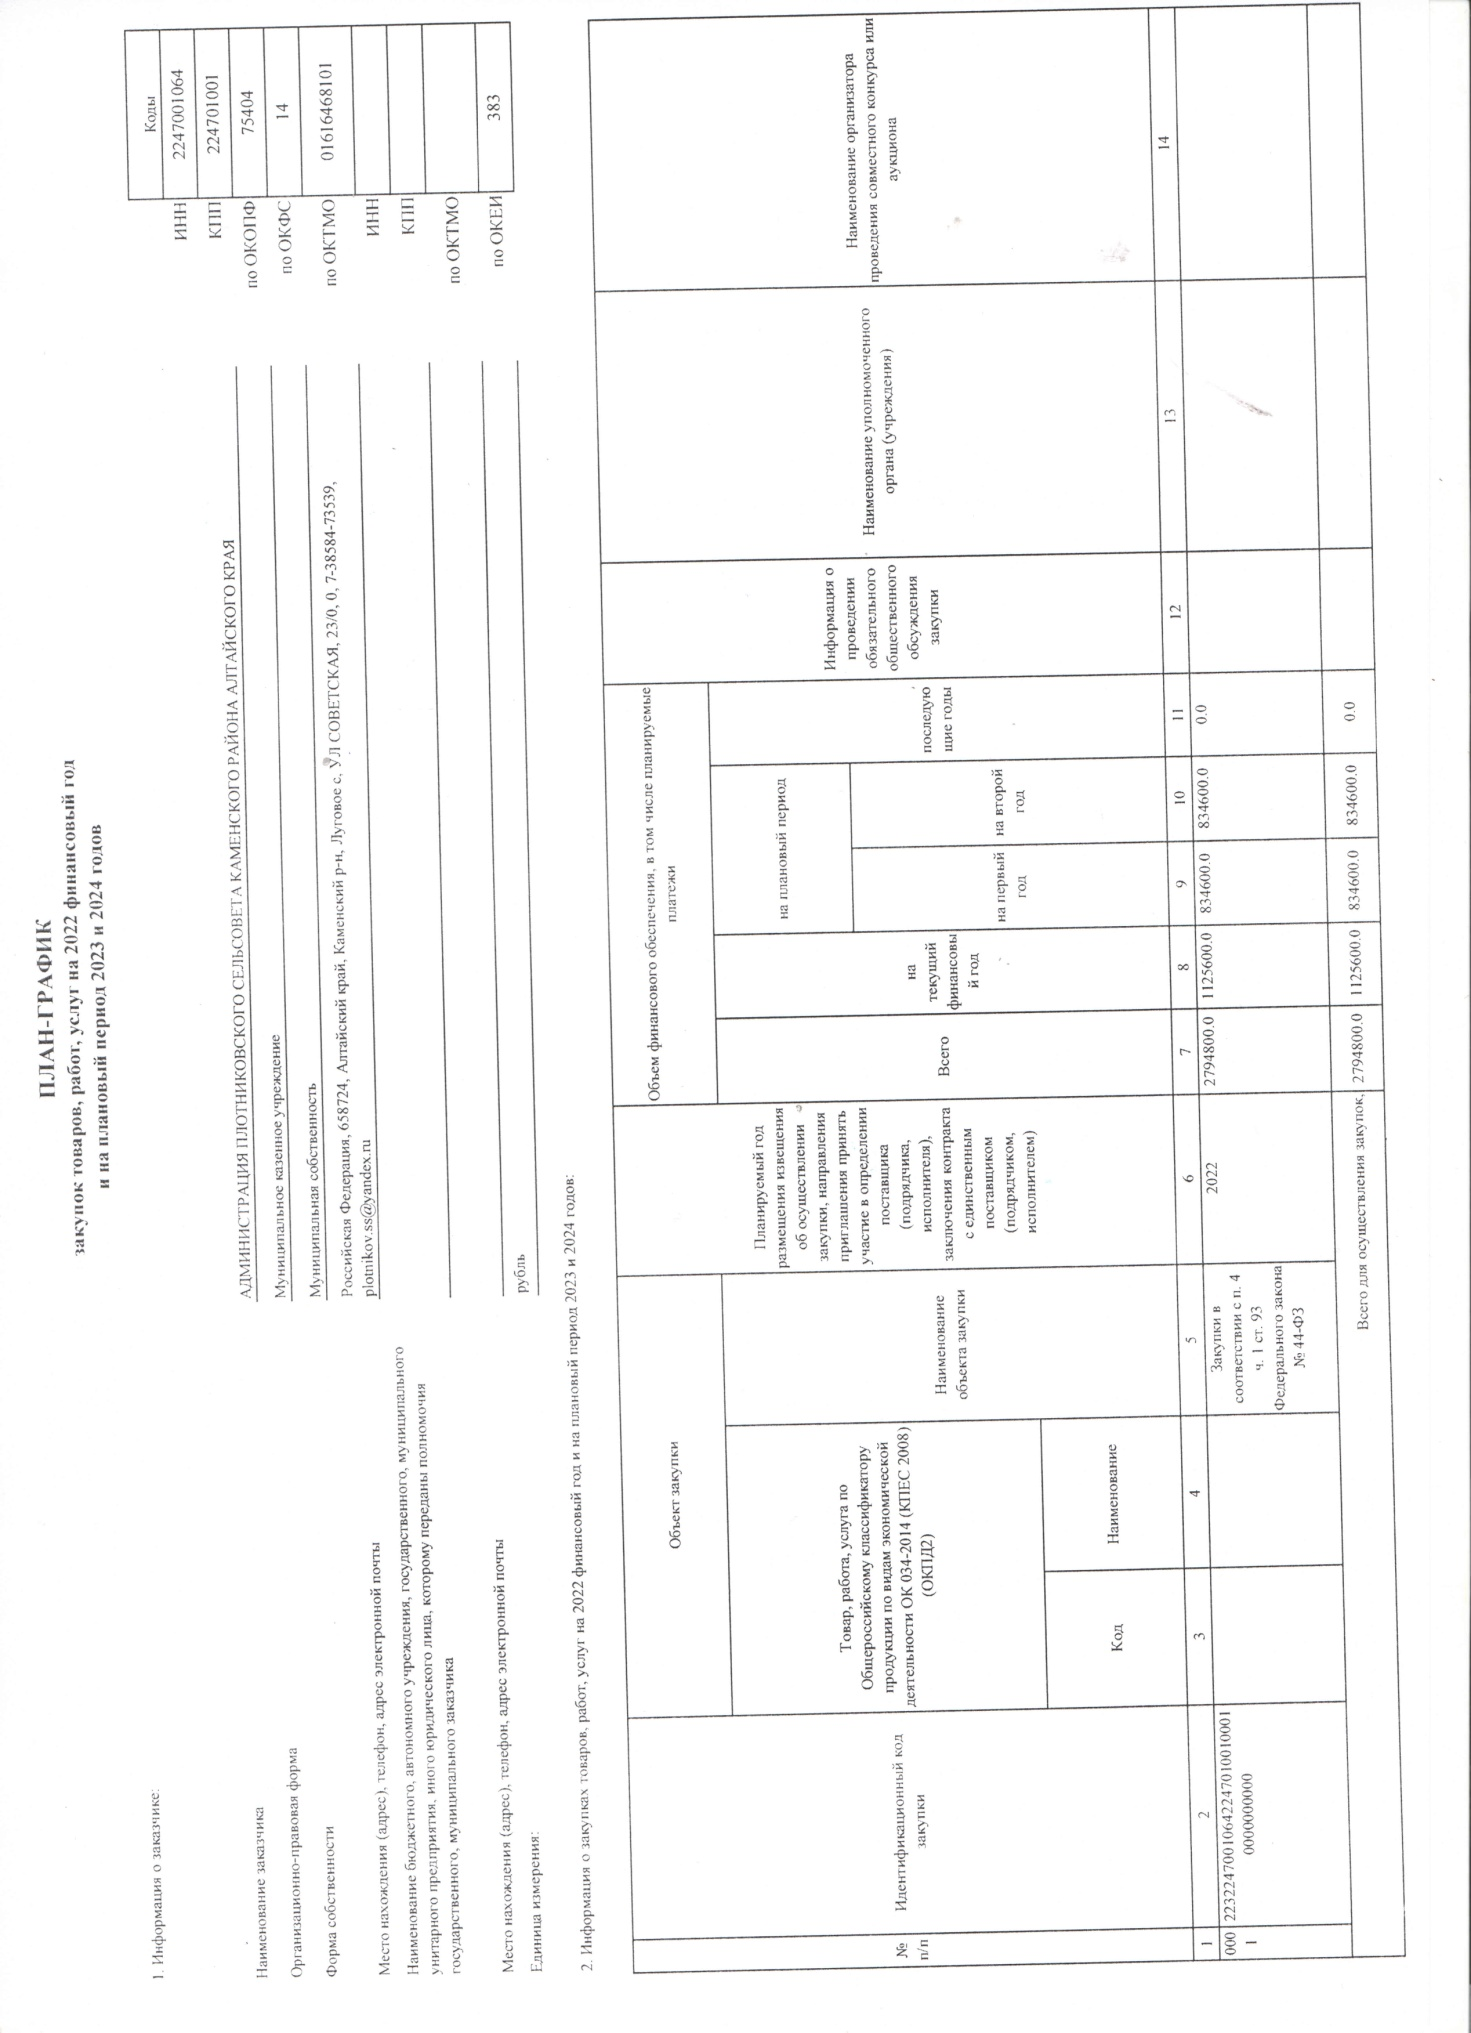 ПЛАН-ГРАФИК
закупок товаров, работ, услуг на 2022 финансовый год
и на плановый период 2023 и 2024 годов
1. Информация о заказчике:
Коды
Наименование заказчика
АДМИНИСТРАЦИЯ ПЛОТНИКОВСКОГО СЕЛЬСОВЕТА КАМЕНСКОГО РАЙОНА АЛТАЙСКОГО КРАЯ
ИНН 2247001064
КПП 224701001
Организационно-правовая форма
Муниципальное казенное учреждение
по ОКОПФ 75404
Форма собственности
Муниципальная собственность
по ОКФС 14
Место нахождения (адрес), телефон, адрес электронной почты
Российская Федерация, 658724, Алтайский край, Каменский р-н, Луговое с, УЛ СОВЕТСКАЯ, 23/0, 0, 7-38584-73539,
plotnikov.ss@yandex.ru
по ОКТМО 01616468101
Наименование бюджетного, автономного учреждения, государственного, муниципального
унитарного предприятия, иного юридического лица, которому переданы полномочия
государственного, муниципального заказчика
ИНН
КПП
Место нахождения (адрес), телефон, адрес электронной почты
по ОКТМО
Единица измерения:
рубль
по ОКЕИ 383
2. Информация о закупках товаров, работ, услуг на 2022 финансовый год и на плановый период 2023 и 2024 годов:
№
п/п
Идентификационный код
закупки
Объект закупки
Товар, работа, услуга по
Общероссийскому классификатору
продукции по видам экономической
деятельности ОК 034-2014 (КПЕС 2008)
(ОКПД2)
Код
Наименование
Наименование
объекта закупки
Планируемый год
размещения извещения
об осуществлении
закупки, направления
приглашения принять
участие в определении
поставщика
(подрядчика,
исполнителя),
заключения контракта
с единственным
поставщиком
(подрядчиком,
исполнителем)
Объем финансового обеспечения, в том числе планируемые
платежи
Всего
на
текущий
финансовы
й год
на плановый период
на первый
год
на второй
год
последую
щие годы
Информация о
проведении
обязательного
общественного
обсуждения
закупки
Наименование уполномоченного
органа (учреждения)
Наименование организатора
проведения совместного конкурса или
аукциона
1 2 3 4 5 6 7 8 9 10 11 12 13 14
000
1
22322470010642247010010001
0000000000
Закупки в
соответствии с п. 4
ч. 1 ст. 93
Федерального закона
№ 44-ФЗ
2022
2794800.0 1125600.0 834600.0 834600.0 0.0
Всего для осуществления закупок, 2794800.0 1125600.0 834600.0 834600.0 0.0